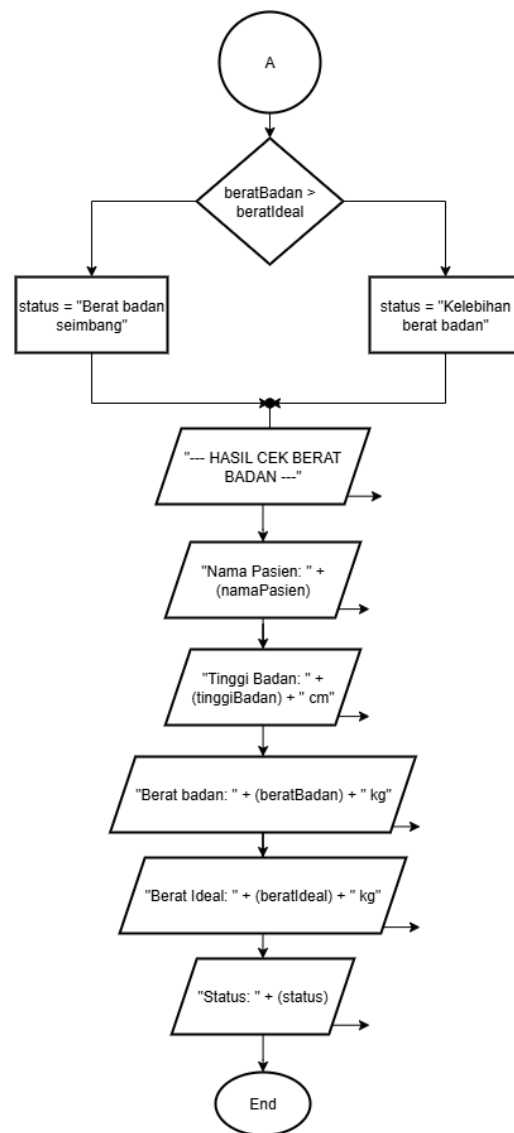 A
beratBadan >
beratIdeal
status = "Berat badan
seimbang"
status = "Kelebihan
berat badan"
"--- HASIL CEK BERAT
BADAN ---"
"Nama Pasien: " +
(namaPasien)
"Tinggi Badan: " +
(tinggiBadan) + " cm"
"Berat badan: " + (beratBadan) + " kg"
"Berat Ideal: " + (beratIdeal) + " kg"
"Status: " + (status)
End